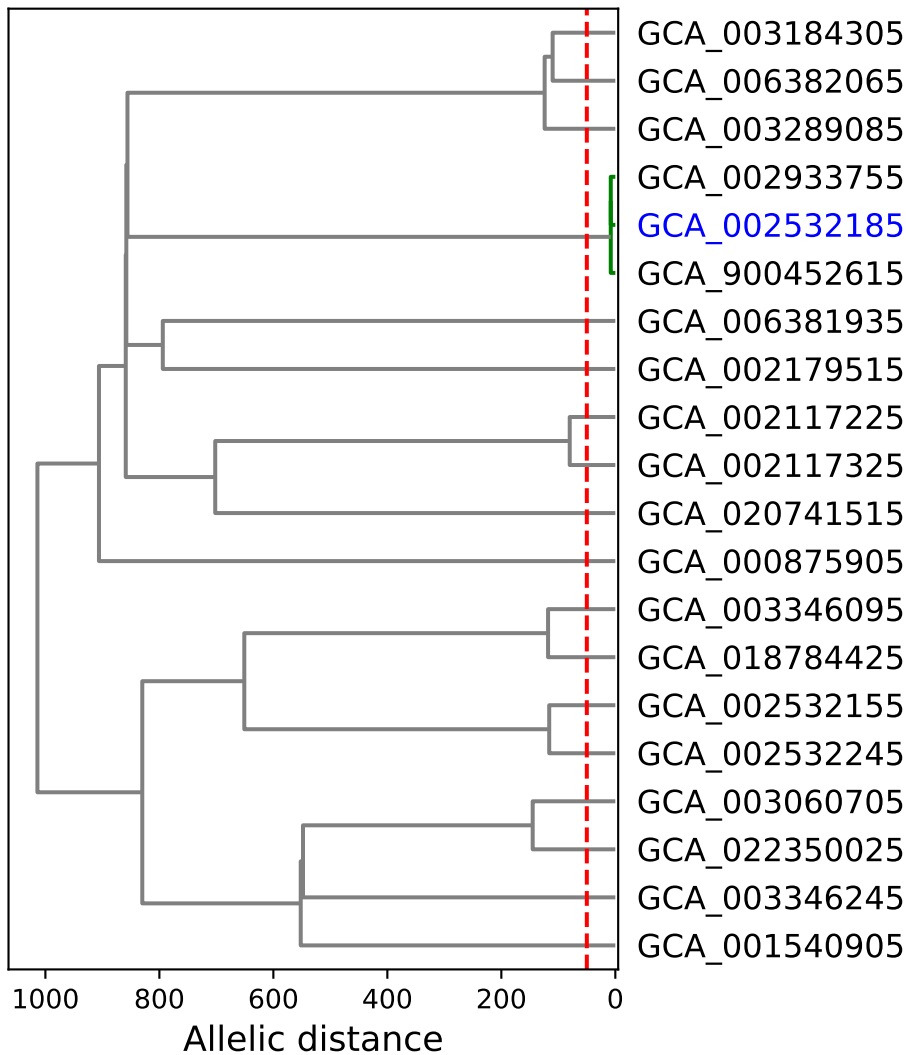 GCA_003184305
GCA_006382065
GCA_003289085
GCA_002933755
GCA_002532185
GCA_900452615
GCA_006381935
GCA_002179515
GCA_002117225
GCA_002117325
GCA_020741515
GCA_000875905
GCA_003346095
GCA_018784425
GCA_002532155
GCA_002532245
GCA_003060705
GCA_022350025
GCA_003346245
GCA_001540905
1000 800 600 400 200 0
Allelic distance